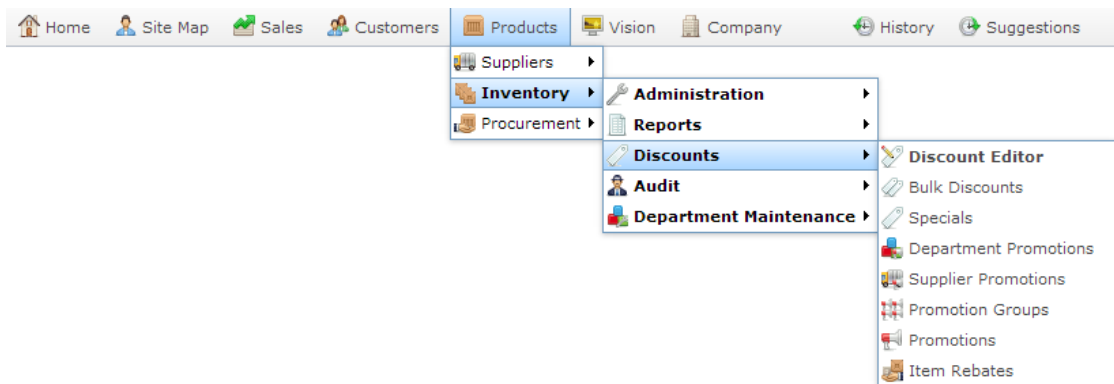 Home Site Map Sales Customers Products Vision Company History Suggestions
Suppliers
Inventory
Procurement
Administration
Reports
Discounts
Audit
Department Maintenance
Discount Editor
Bulk Discounts
Specials
Department Promotions
Supplier Promotions
Promotion Groups
Promotions
Item Rebates